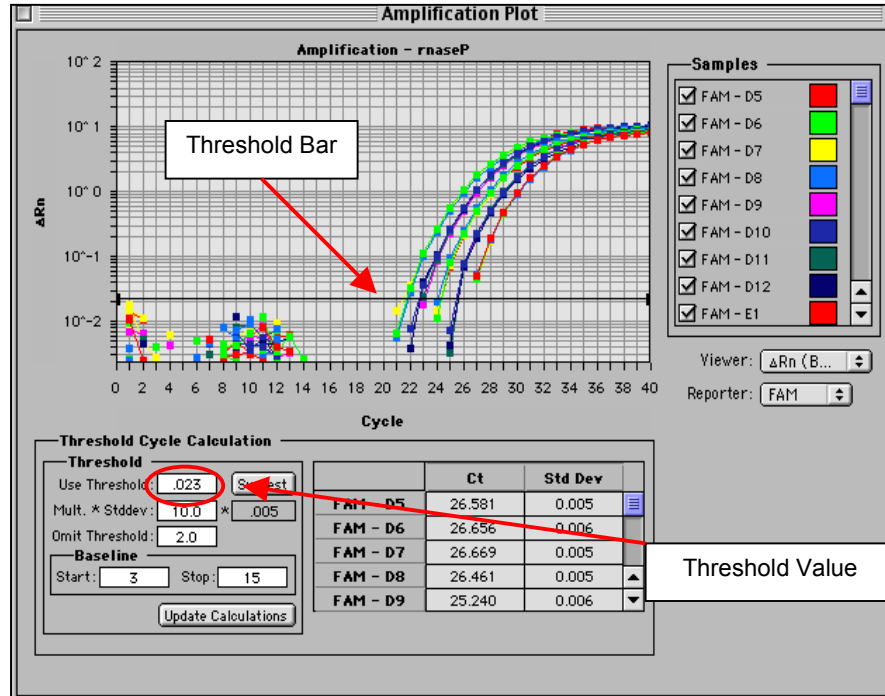 Amplification Plot
Amplification - rnaseP
10^ 2
10^ 1
10^ 0
10^-1
10^-2
ΔRn
Threshold Bar
0 2 4 6 8 10 12 14 16 18 20 22 24 26 28 30 32 34 36 38 40
Cycle
Samples
FAM - D5
FAM - D6
FAM - D7
FAM - D8
FAM - D9
FAM - D10
FAM - D11
FAM - D12
FAM - E1
Viewer: ΔRn (B...
Reporter: FAM
Threshold Cycle Calculation
Threshold
Use Threshold: .023
Mult. * Stddev: 10.0 * .005
Omit Threshold: 2.0
Baseline
Start: 3 Stop: 15
Update Calculations
Ct Std Dev
FAM - D5 26.581 0.005
FAM - D6 26.656 0.006
FAM - D7 26.669 0.005
FAM - D8 26.461 0.005
FAM - D9 25.240 0.006
Threshold Value